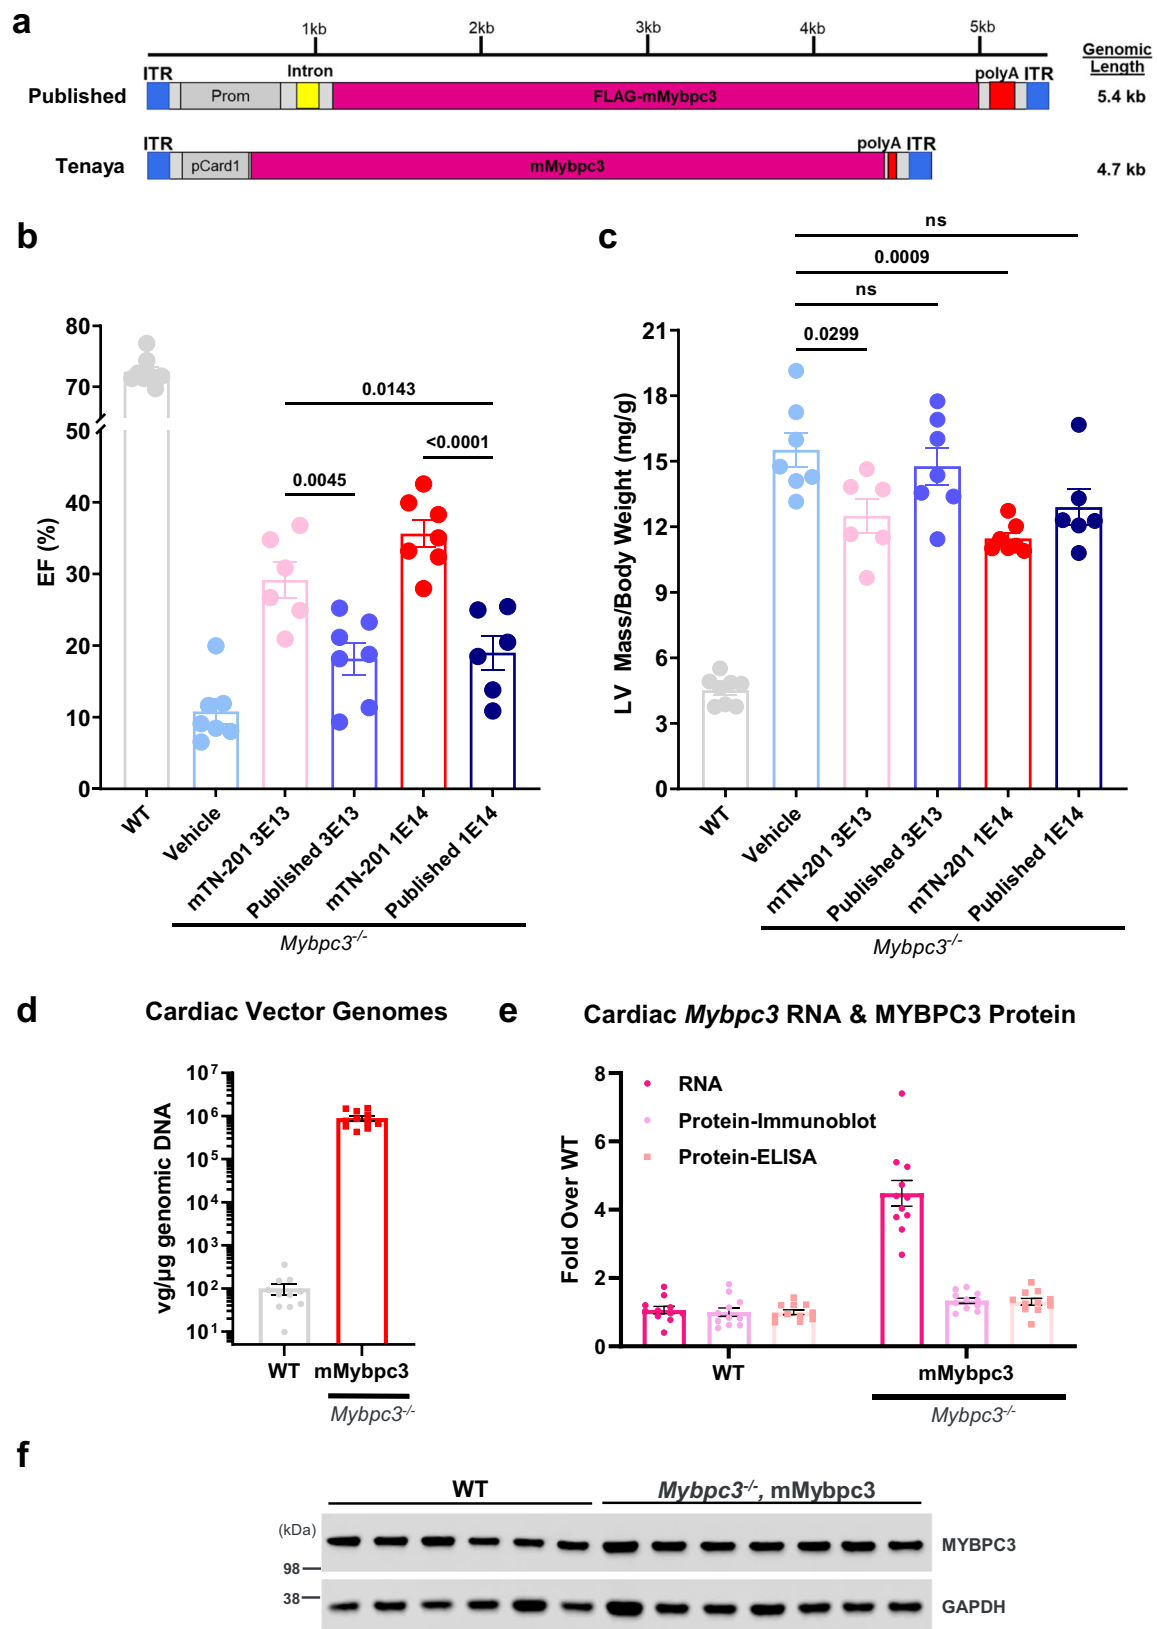 a
1kb 2kb 3kb 4kb 5kb
Genomic
Length
ITR Intron polyA ITR
Published Prom FLAG-mMybpc3 5.4 kb
ITR polyA ITR
Tenaya pCard1 mMybpc3 4.7 kb
b
80
70
50
40
30
20
10
0
EF (%)
0.0143
<0.0001
0.0045
WT
Vehicle
mTN-201 3E13
Published 3E13
mTN-201 1E14
Published 1E14
Mybpc3-/-
c
ns
0.0009
ns
0.0299
21
18
15
12
9
6
3
0
LV Mass/Body Weight (mg/g)
WT
Vehicle
mTN-201 3E13
Published 3E13
mTN-201 1E14
Published 1E14
Mybpc3-/-
d
Cardiac Vector Genomes
10⁷
10⁶
10⁵
10⁴
10³
10²
10¹
vg/µg genomic DNA
WT mMybpc3
Mybpc3-/-
e
Cardiac Mybpc3 RNA & MYBPC3 Protein
8
6
4
2
0
Fold Over WT
RNA
Protein-Immunoblot
Protein-ELISA
WT mMybpc3
Mybpc3-/-
f
WT Mybpc3-/-, mMybpc3
(kDa)
MYBPC3
98
38
GAPDH